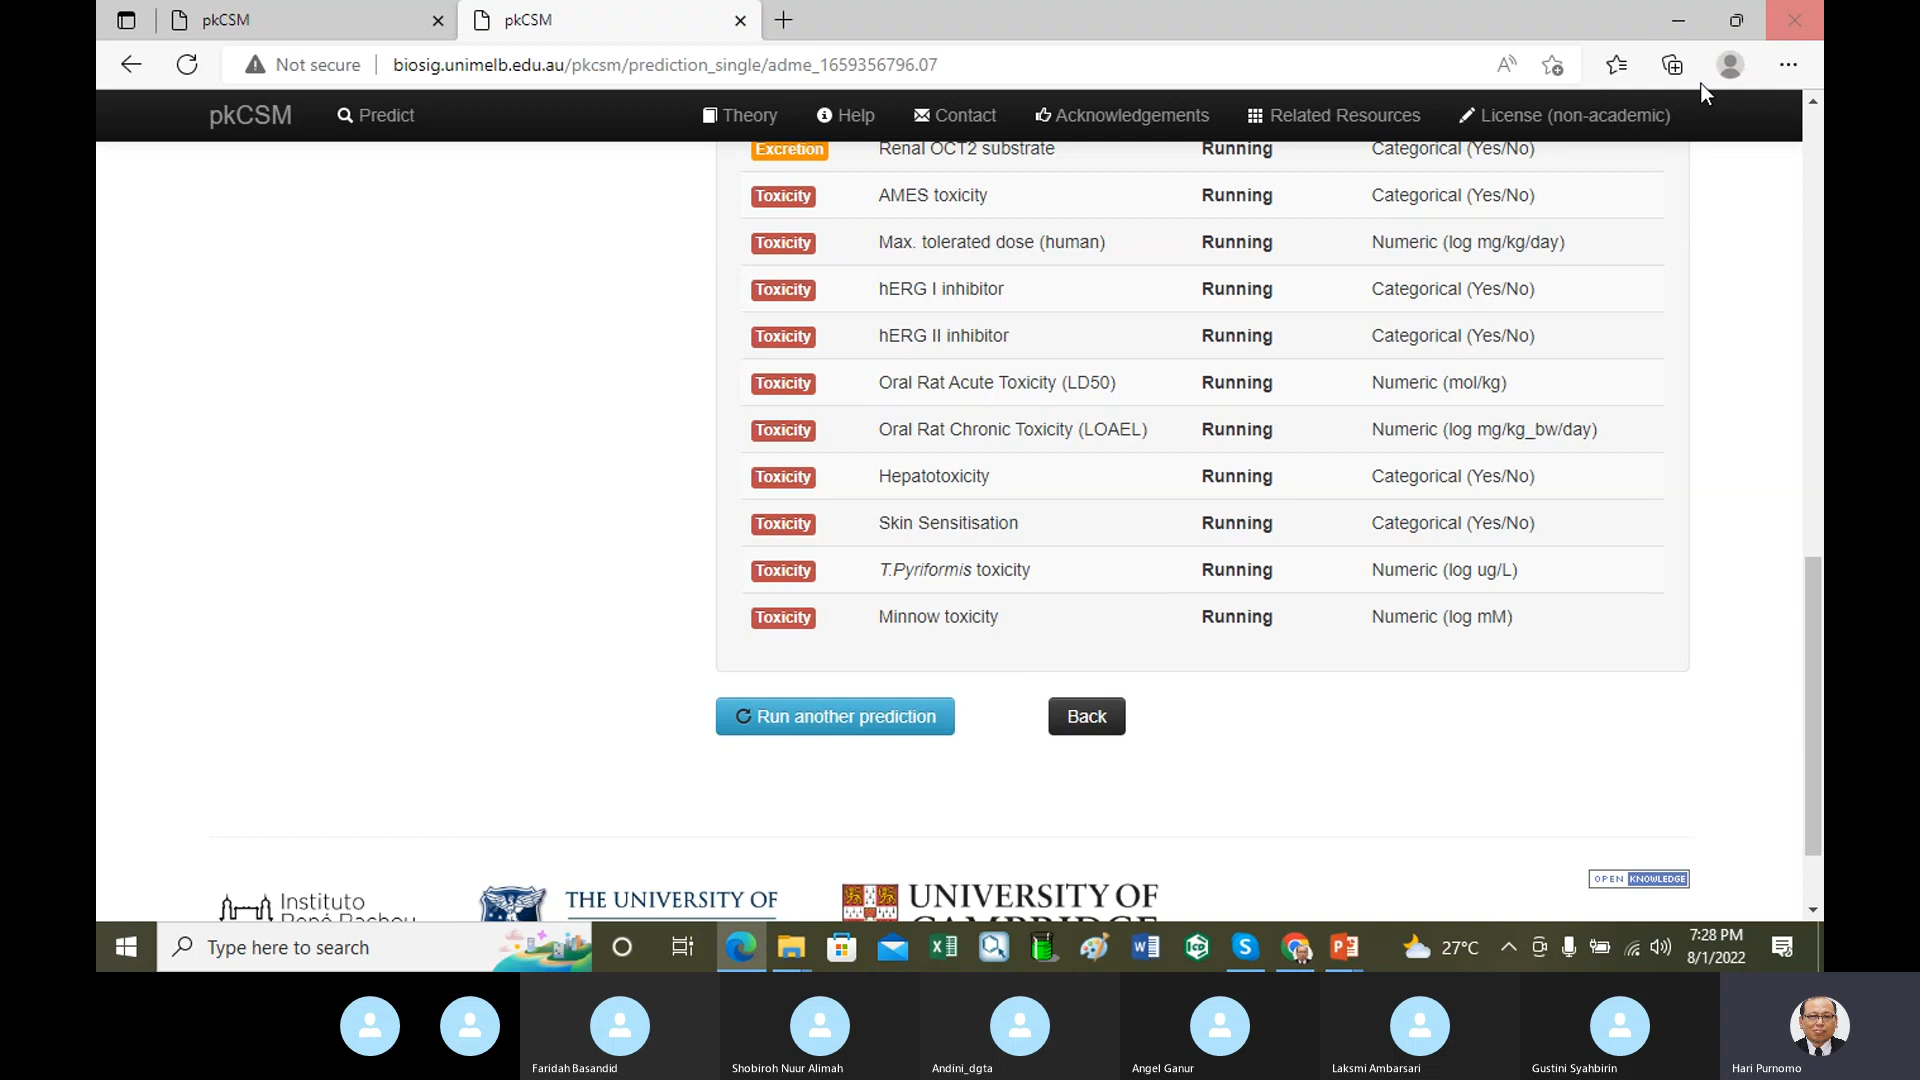 pkCSM
pkCSM
Not secure
biosig.unimelb.edu.au/pkcsm/prediction_single/adme_1659356796.07
pkCSM Predict Theory Help Contact Acknowledgements Related Resources License (non-academic)
Excretion Renal OCT2 substrate Running Categorical (Yes/No)
Toxicity AMES toxicity Running Categorical (Yes/No)
Toxicity Max. tolerated dose (human) Running Numeric (log mg/kg/day)
Toxicity hERG I inhibitor Running Categorical (Yes/No)
Toxicity hERG II inhibitor Running Categorical (Yes/No)
Toxicity Oral Rat Acute Toxicity (LD50) Running Numeric (mol/kg)
Toxicity Oral Rat Chronic Toxicity (LOAEL) Running Numeric (log mg/kg_bw/day)
Toxicity Hepatotoxicity Running Categorical (Yes/No)
Toxicity Skin Sensitisation Running Categorical (Yes/No)
Toxicity T.Pyriformis toxicity Running Numeric (log ug/L)
Toxicity Minnow toxicity Running Numeric (log mM)
Run another prediction Back
OPEN KNOWLEDGE
Instituto
René Rachou
THE UNIVERSITY OF
UNIVERSITY OF
CAMBRIDGE
Type here to search
27°C
7:28 PM
8/1/2022
Faridah Basandid Shobiroh Nuur Alimah Andini_dgta Angel Ganur Laksmi Ambarsari Gustini Syahbirin Hari Purnomo